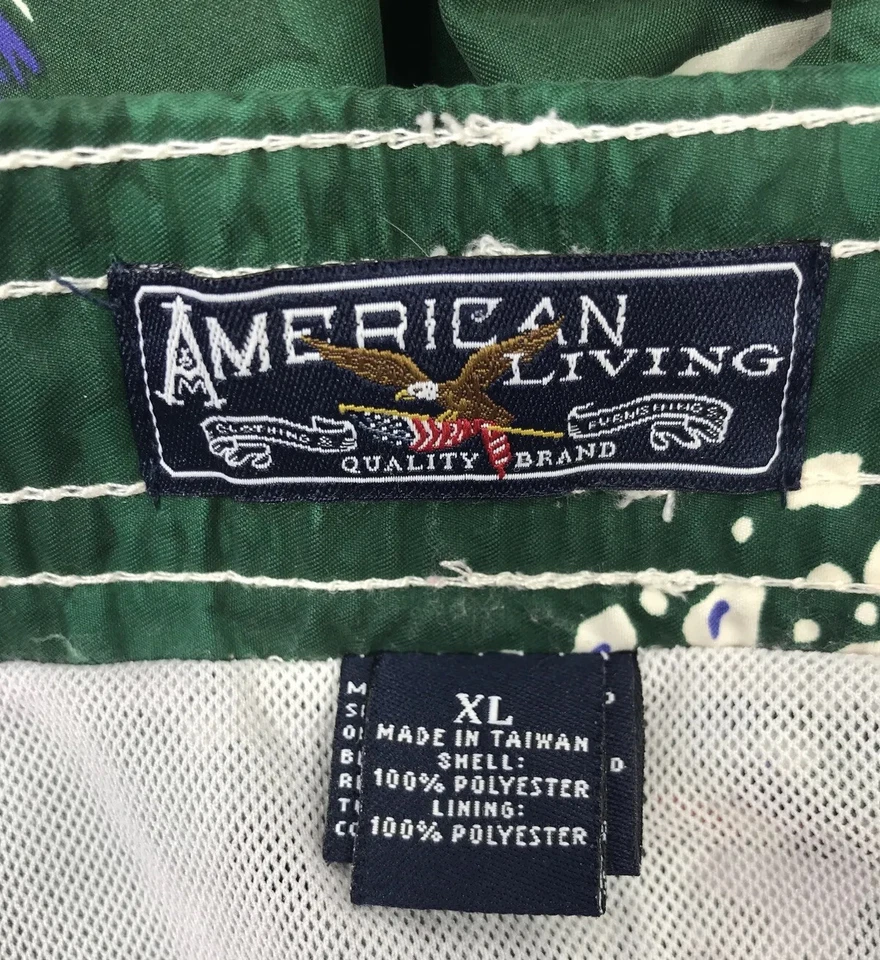 AMERICAN
LIVING
CLOTHING &
FURNISHINGS
QUALITY BRAND
XL
MADE IN TAIWAN
SHELL:
100% POLYESTER
LINING:
100% POLYESTER